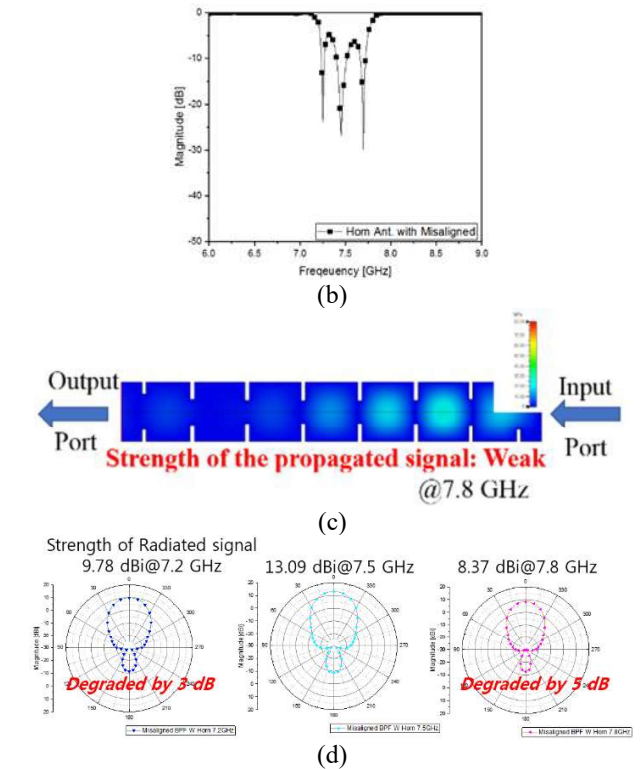 0
-10
-20
-30
-40
-50
Magnitude [dB]
Horn Ant. with Misaligned
6.0 6.5 7.0 7.5 8.0 8.5 9.0
Freqeuency [GHz]
(b)
Output
Port
Input
Port
Strength of the propagated signal: Weak
@7.8 GHz
(c)
Strength of Radiated signal
9.78 dBi@7.2 GHz
13.09 dBi@7.5 GHz
8.37 dBi@7.8 GHz
Degraded by 3 dB
Degraded by 5 dB
Misaligned BPF W Horn 7.2GHz
Misaligned BPF W Horn 7.5GHz
Misaligned BPF W Horn 7.8GHz
(d)